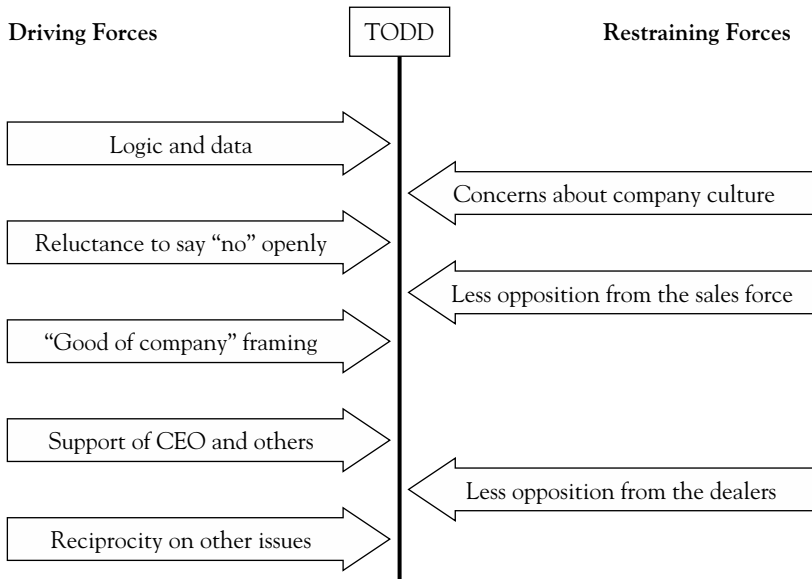 Driving Forces
TODD
Restraining Forces
Logic and data
Concerns about company culture
Reluctance to say “no” openly
Less opposition from the sales force
“Good of company” framing
Support of CEO and others
Less opposition from the dealers
Reciprocity on other issues